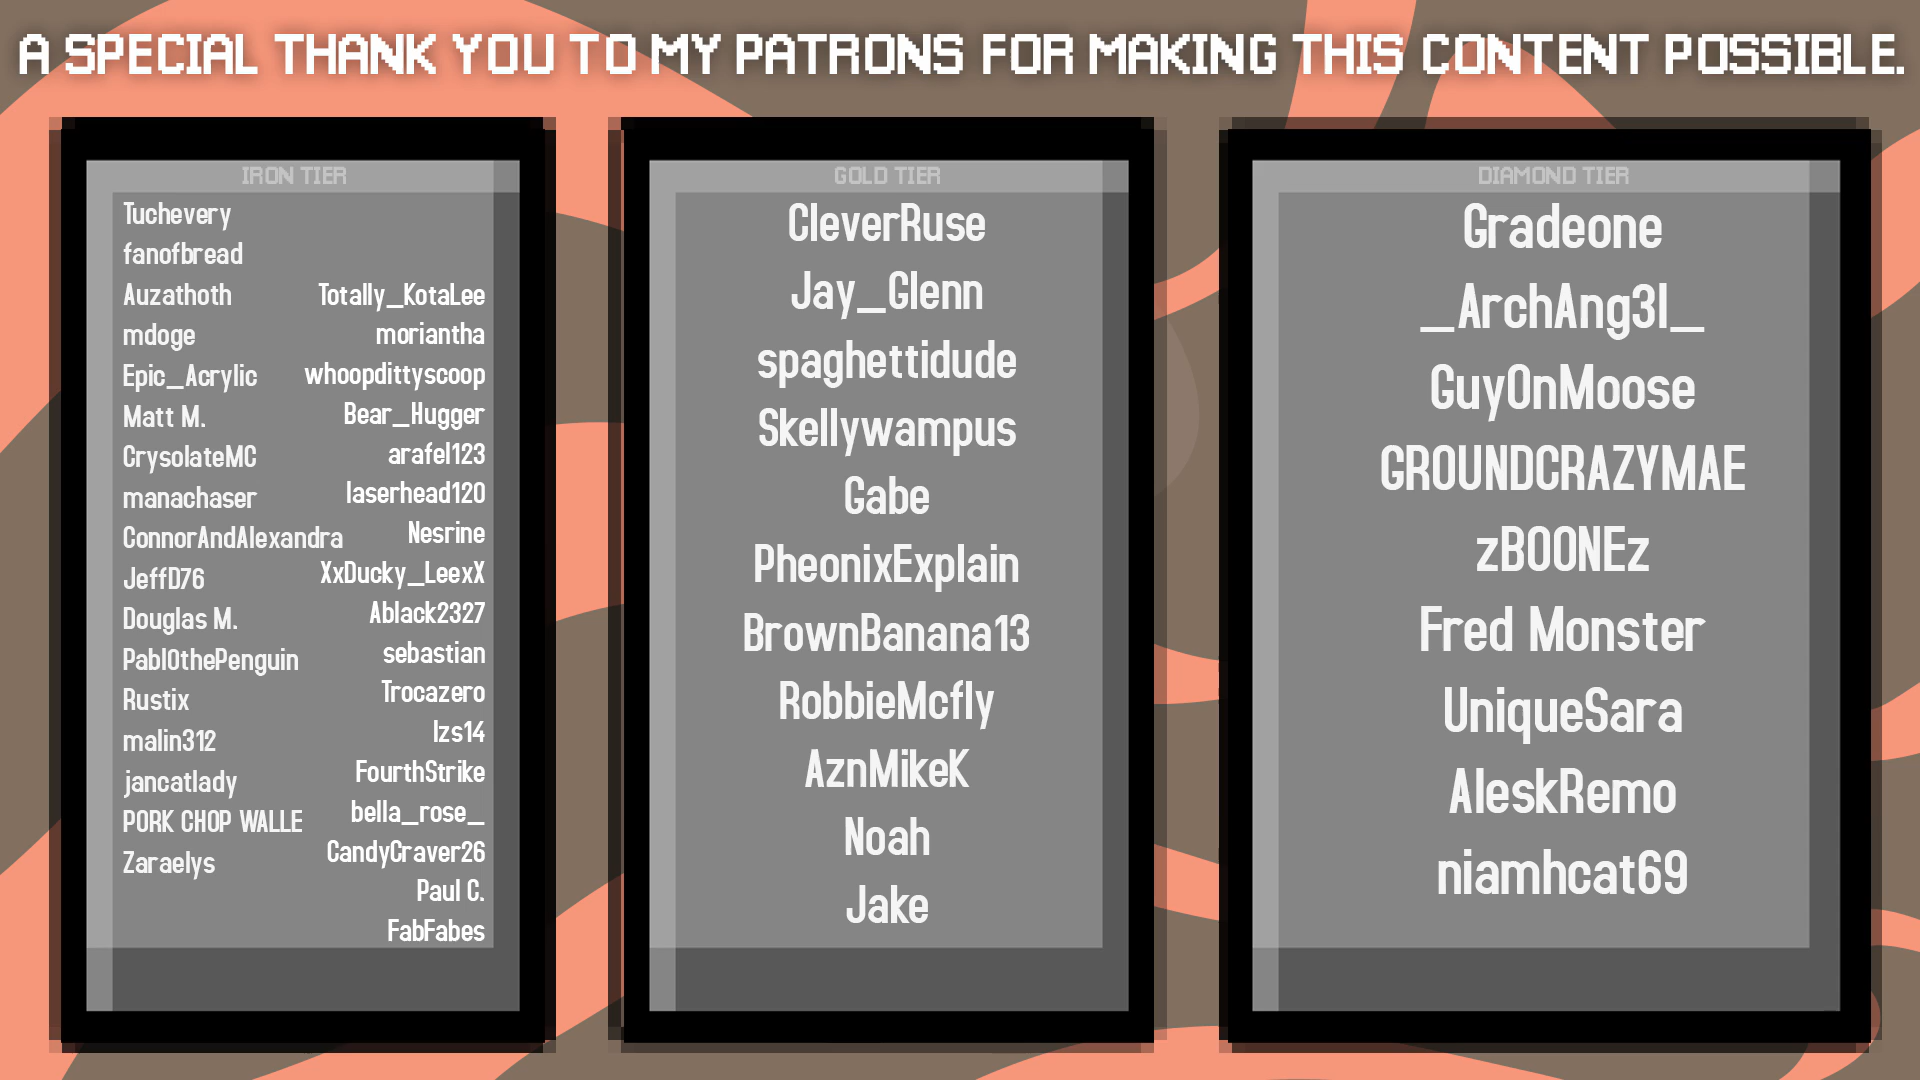 A SPECIAL THANK YOU TO MY PATRONS FOR MAKING THIS CONTENT POSSIBLE.
IRON TIER
Tuchevery
fanofbread
Auzathoth
mdoge
Epic_Acrylic
Matt M.
CrysolateMC
manachaser
ConnorAndAlexandra
JeffD76
Douglas M.
Pabl0thePenguin
Rustix
malin312
jancatlady
PORK CHOP WALLE
Zaraelys
Totally_KotaLee
moriantha
whoopdittyscoop
Bear_Hugger
arafel123
laserhead120
Nesrine
XxDucky_LeexX
Ablack2327
sebastian
Trocazero
lzs14
FourthStrike
bella_rose_
CandyCraver26
Paul C.
FabFabes
GOLD TIER
CleverRuse
Jay_Glenn
spaghettidude
Skellywampus
Gabe
PheonixExplain
BrownBanana13
RobbieMcfly
AznMikeK
Noah
Jake
DIAMOND TIER
Gradeone
_ArchAng3l_
GuyOnMoose
GROUNDCRAZYMAE
zBOONEz
Fred Monster
UniqueSara
AleskRemo
niamhcat69